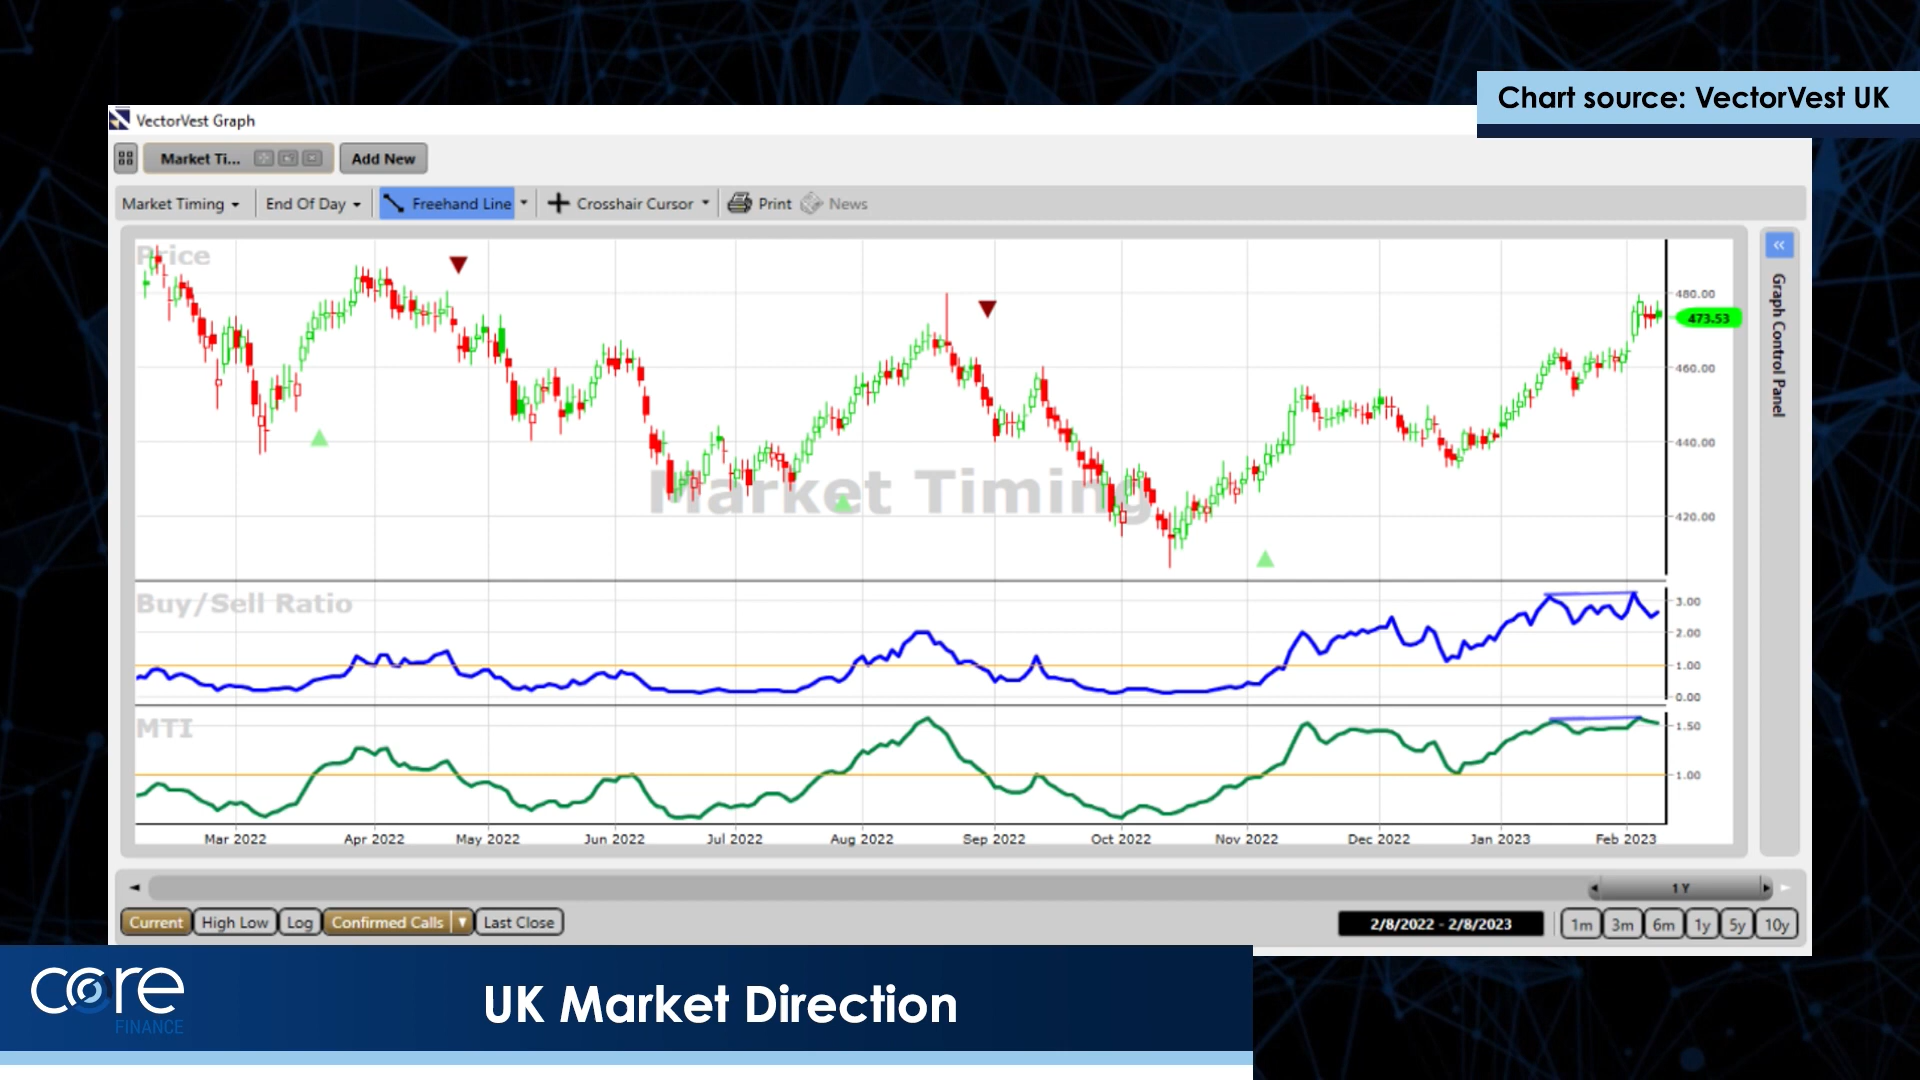 Chart source: VectorVest UK
VectorVest Graph
Market Ti... Add New
Market Timing End Of Day Freehand Line Crosshair Cursor Print News
Price
480.00
473.53
460.00
440.00
420.00
Market Timing
Graph Control Panel
Buy/Sell Ratio
3.00
2.00
1.00
0.00
MTI
1.50
1.00
Mar 2022 Apr 2022 May 2022 Jun 2022 Jul 2022 Aug 2022 Sep 2022 Oct 2022 Nov 2022 Dec 2022 Jan 2023 Feb 2023
1 Y
Current High Low Log Confirmed Calls Last Close 2/8/2022 - 2/8/2023 1m 3m 6m 1y 5y 10y
core
FINANCE
UK Market Direction